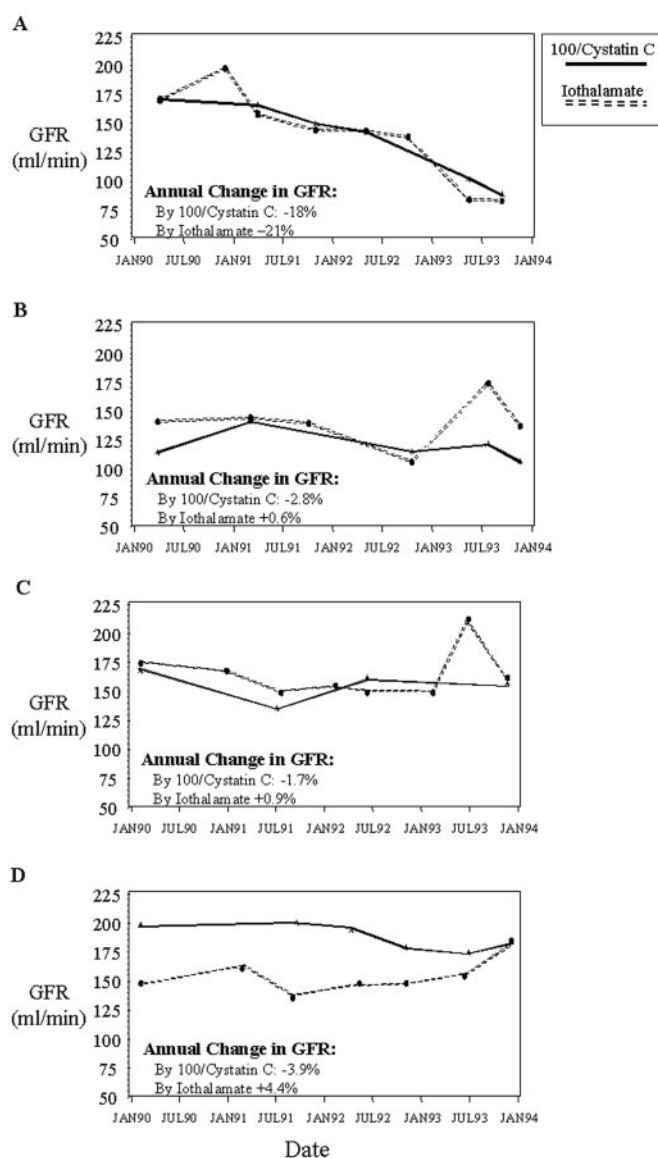 A
225
200
175
150
125
100
75
50
GFR
(ml/min)
100/Cystatin C
Iothalamate
Annual Change in GFR:
By 100/Cystatin C: -18%
By Iothalamate –21%
JAN90 JUL90 JAN91 JUL91 JAN92 JUL92 JAN93 JUL93 JAN94
B
225
200
175
150
125
100
75
50
GFR
(ml/min)
Annual Change in GFR:
By 100/Cystatin C: -2.8%
By Iothalamate +0.6%
JAN90 JUL90 JAN91 JUL91 JAN92 JUL92 JAN93 JUL93 JAN94
C
225
200
175
150
125
100
75
50
GFR
(ml/min)
Annual Change in GFR:
By 100/Cystatin C: -1.7%
By Iothalamate +0.9%
JAN90 JUL90 JAN91 JUL91 JAN92 JUL92 JAN93 JUL93 JAN94
D
225
200
175
150
125
100
75
50
GFR
(ml/min)
Annual Change in GFR:
By 100/Cystatin C: -3.9%
By Iothalamate +4.4%
JAN90 JUL90 JAN91 JUL91 JAN92 JUL92 JAN93 JUL93 JAN94
Date